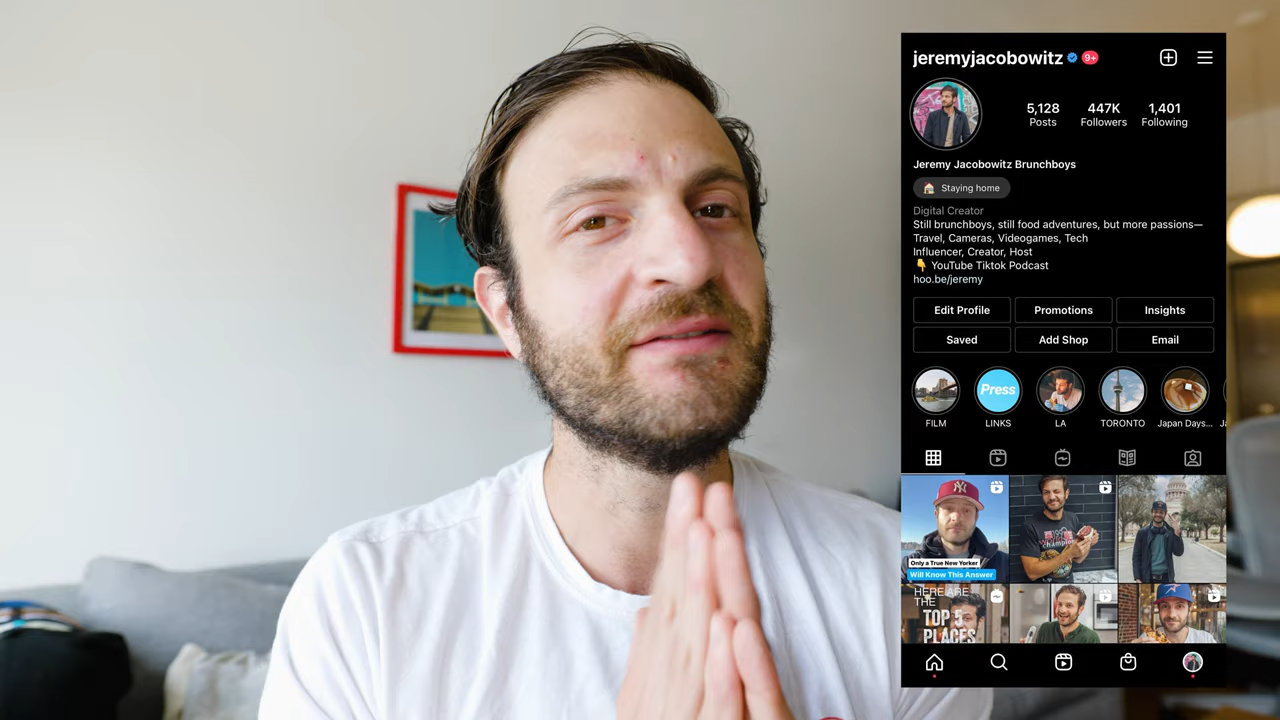 jeremyjacobowitz 9+
5,128 447K 1,401
Posts Followers Following
Jeremy Jacobowitz Brunchboys
Staying home
Digital Creator
Still brunchboys, still food adventures, but more passions—
Travel, Cameras, Videogames, Tech
Influencer, Creator, Host
👇 YouTube Tiktok Podcast
hoo.be/jeremy
Edit Profile Promotions Insights
Saved Add Shop Email
Press
FILM LINKS LA TORONTO Japan Days...
Only a True New Yorker
Will Know This Answer
HERE ARE
THE
TOP 5
PLACES